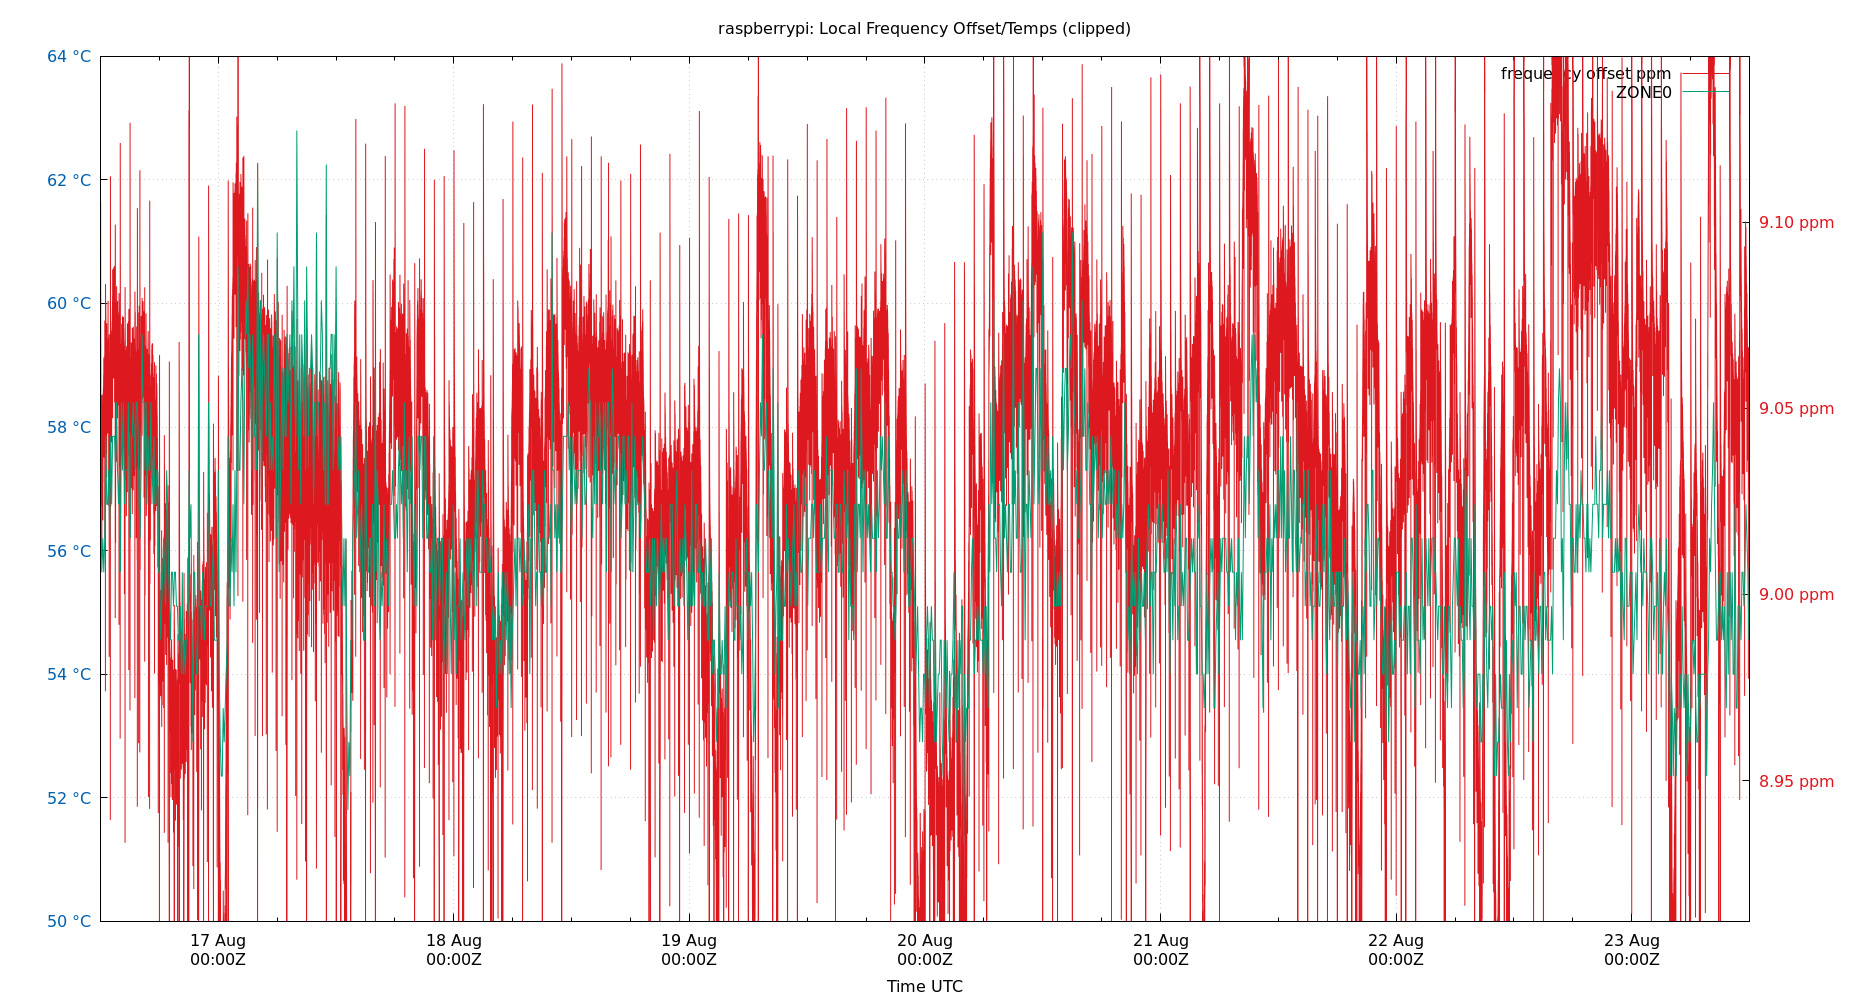 raspberrypi: Local Frequency Offset/Temps (clipped)
64 °C
frequency offset ppm
ZONE0
62 °C
9.10 ppm
60 °C
58 °C
9.05 ppm
56 °C
9.00 ppm
54 °C
52 °C
8.95 ppm
50 °C
17 Aug 18 Aug 19 Aug 20 Aug 21 Aug 22 Aug 23 Aug
00:00Z 00:00Z 00:00Z 00:00Z 00:00Z 00:00Z 00:00Z
Time UTC